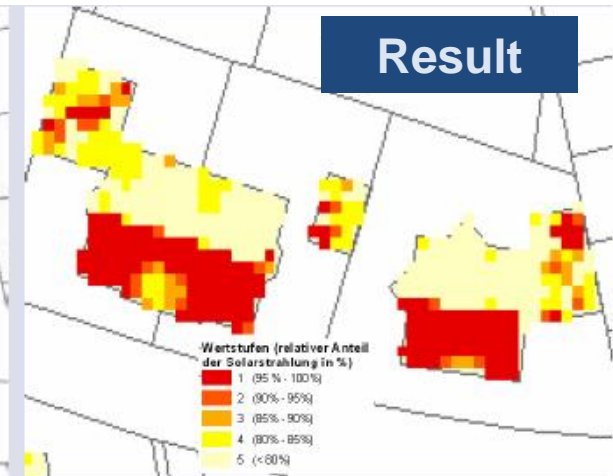 Result
Wertstufen (relativer Anteil
der Solarstrahlung in %)
1 (95 % - 100%)
2 (90% - 95%)
3 (85% - 90%)
4 (80% - 85%)
5 (< 80%)